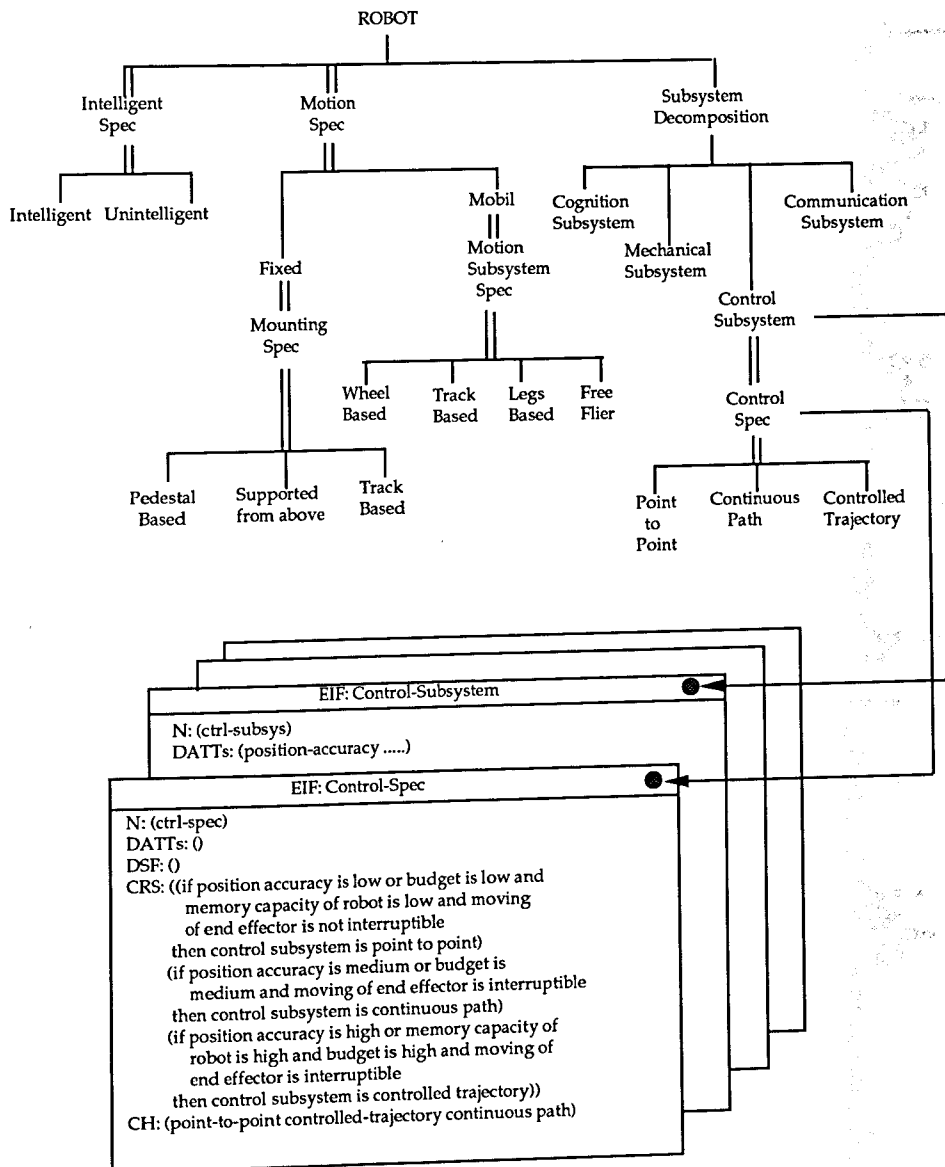 ROBOT
Intelligent
Spec
Motion
Spec
Subsystem
Decomposition
Intelligent
Unintelligent
Fixed
Mounting
Spec
Pedestal
Based
Supported
from above
Track
Based
Mobil
Motion
Subsystem
Spec
Wheel
Based
Track
Based
Legs
Based
Free
Flier
Cognition
Subsystem
Mechanical
Subsystem
Communication
Subsystem
Control
Subsystem
Control
Spec
Point
to
Point
Continuous
Path
Controlled
Trajectory
EIF: Control-Subsystem
N: (ctrl-subsys)
DATTs: (position-accuracy .....)
EIF: Control-Spec
N: (ctrl-spec)
DATTs: ()
DSF: ()
CRS: ((if position accuracy is low or budget is low and
memory capacity of robot is low and moving
of end effector is not interruptible
then control subsystem is point to point)
(if position accuracy is medium or budget is
medium and moving of end effector is interruptible
then control subsystem is continuous path)
(if position accuracy is high or memory capacity of
robot is high and budget is high and moving of
end effector is interruptible
then control subsystem is controlled trajectory))
CH: (point-to-point controlled-trajectory continuous path)